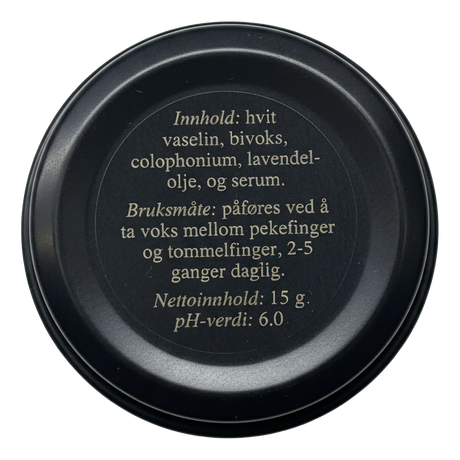 Innhold: hvit
vaselin, bivoks,
colophonium, lavendel-
olje, og serum.
Bruksmåte: påføres ved å
ta voks mellom pekefinger
og tommelfinger, 2-5
ganger daglig.
Nettoinnhold: 15 g.
pH-verdi: 6.0